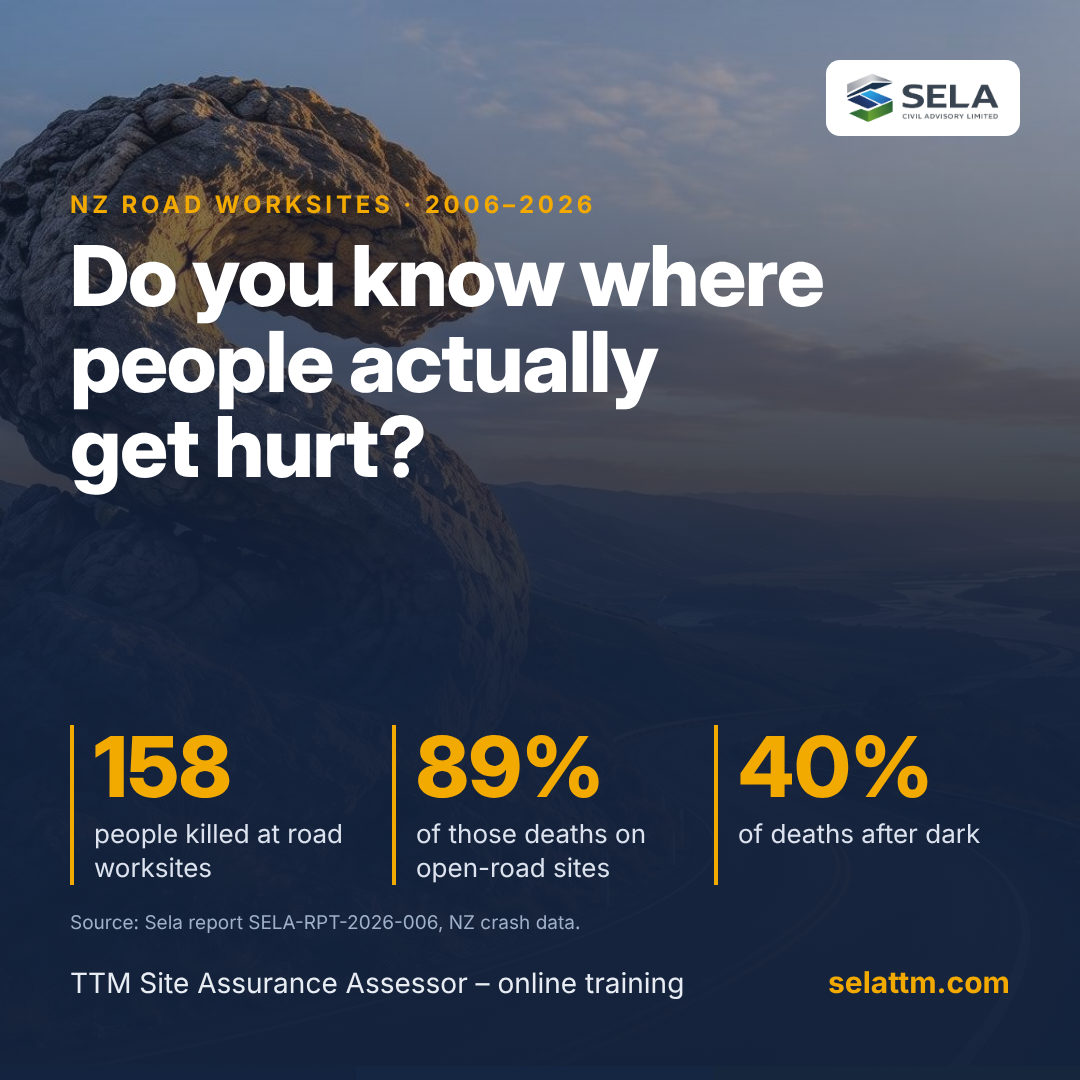 SELA
CIVIL ADVISORY LIMITED
NZ ROAD WORKSITES · 2006–2026
Do you know where
people actually
get hurt?
158
people killed at road
worksites
89%
of those deaths on
open-road sites
40%
of deaths after dark
Source: Sela report SELA-RPT-2026-006, NZ crash data.
TTM Site Assurance Assessor – online training
selattm.com